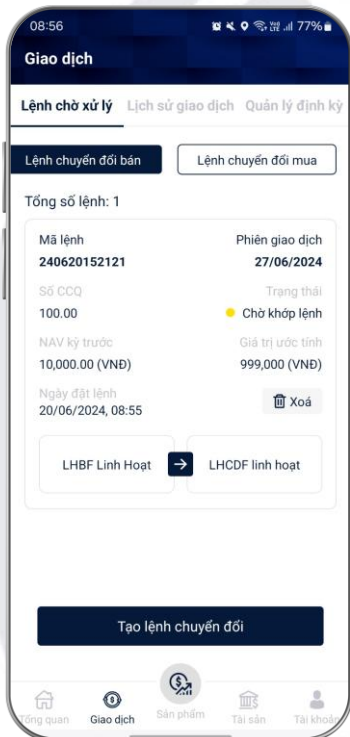 08:56 77%
Giao dịch
Lệnh chờ xử lý Lịch sử giao dịch Quản lý định kỳ
Lệnh chuyển đổi bán Lệnh chuyển đổi mua
Tổng số lệnh: 1
Mã lệnh Phiên giao dịch
240620152121 27/06/2024
Số CCQ Trạng thái
100.00 Chờ khớp lệnh
NAV kỳ trước Giá trị ước tính
10,000.00 (VNĐ) 999,000 (VNĐ)
Ngày đặt lệnh
20/06/2024, 08:55 Xoá
LHBF Linh Hoạt LHCDF linh hoạt
Tạo lệnh chuyển đổi
Tổng quan Giao dịch Sản phẩm Tài sản Tài khoản